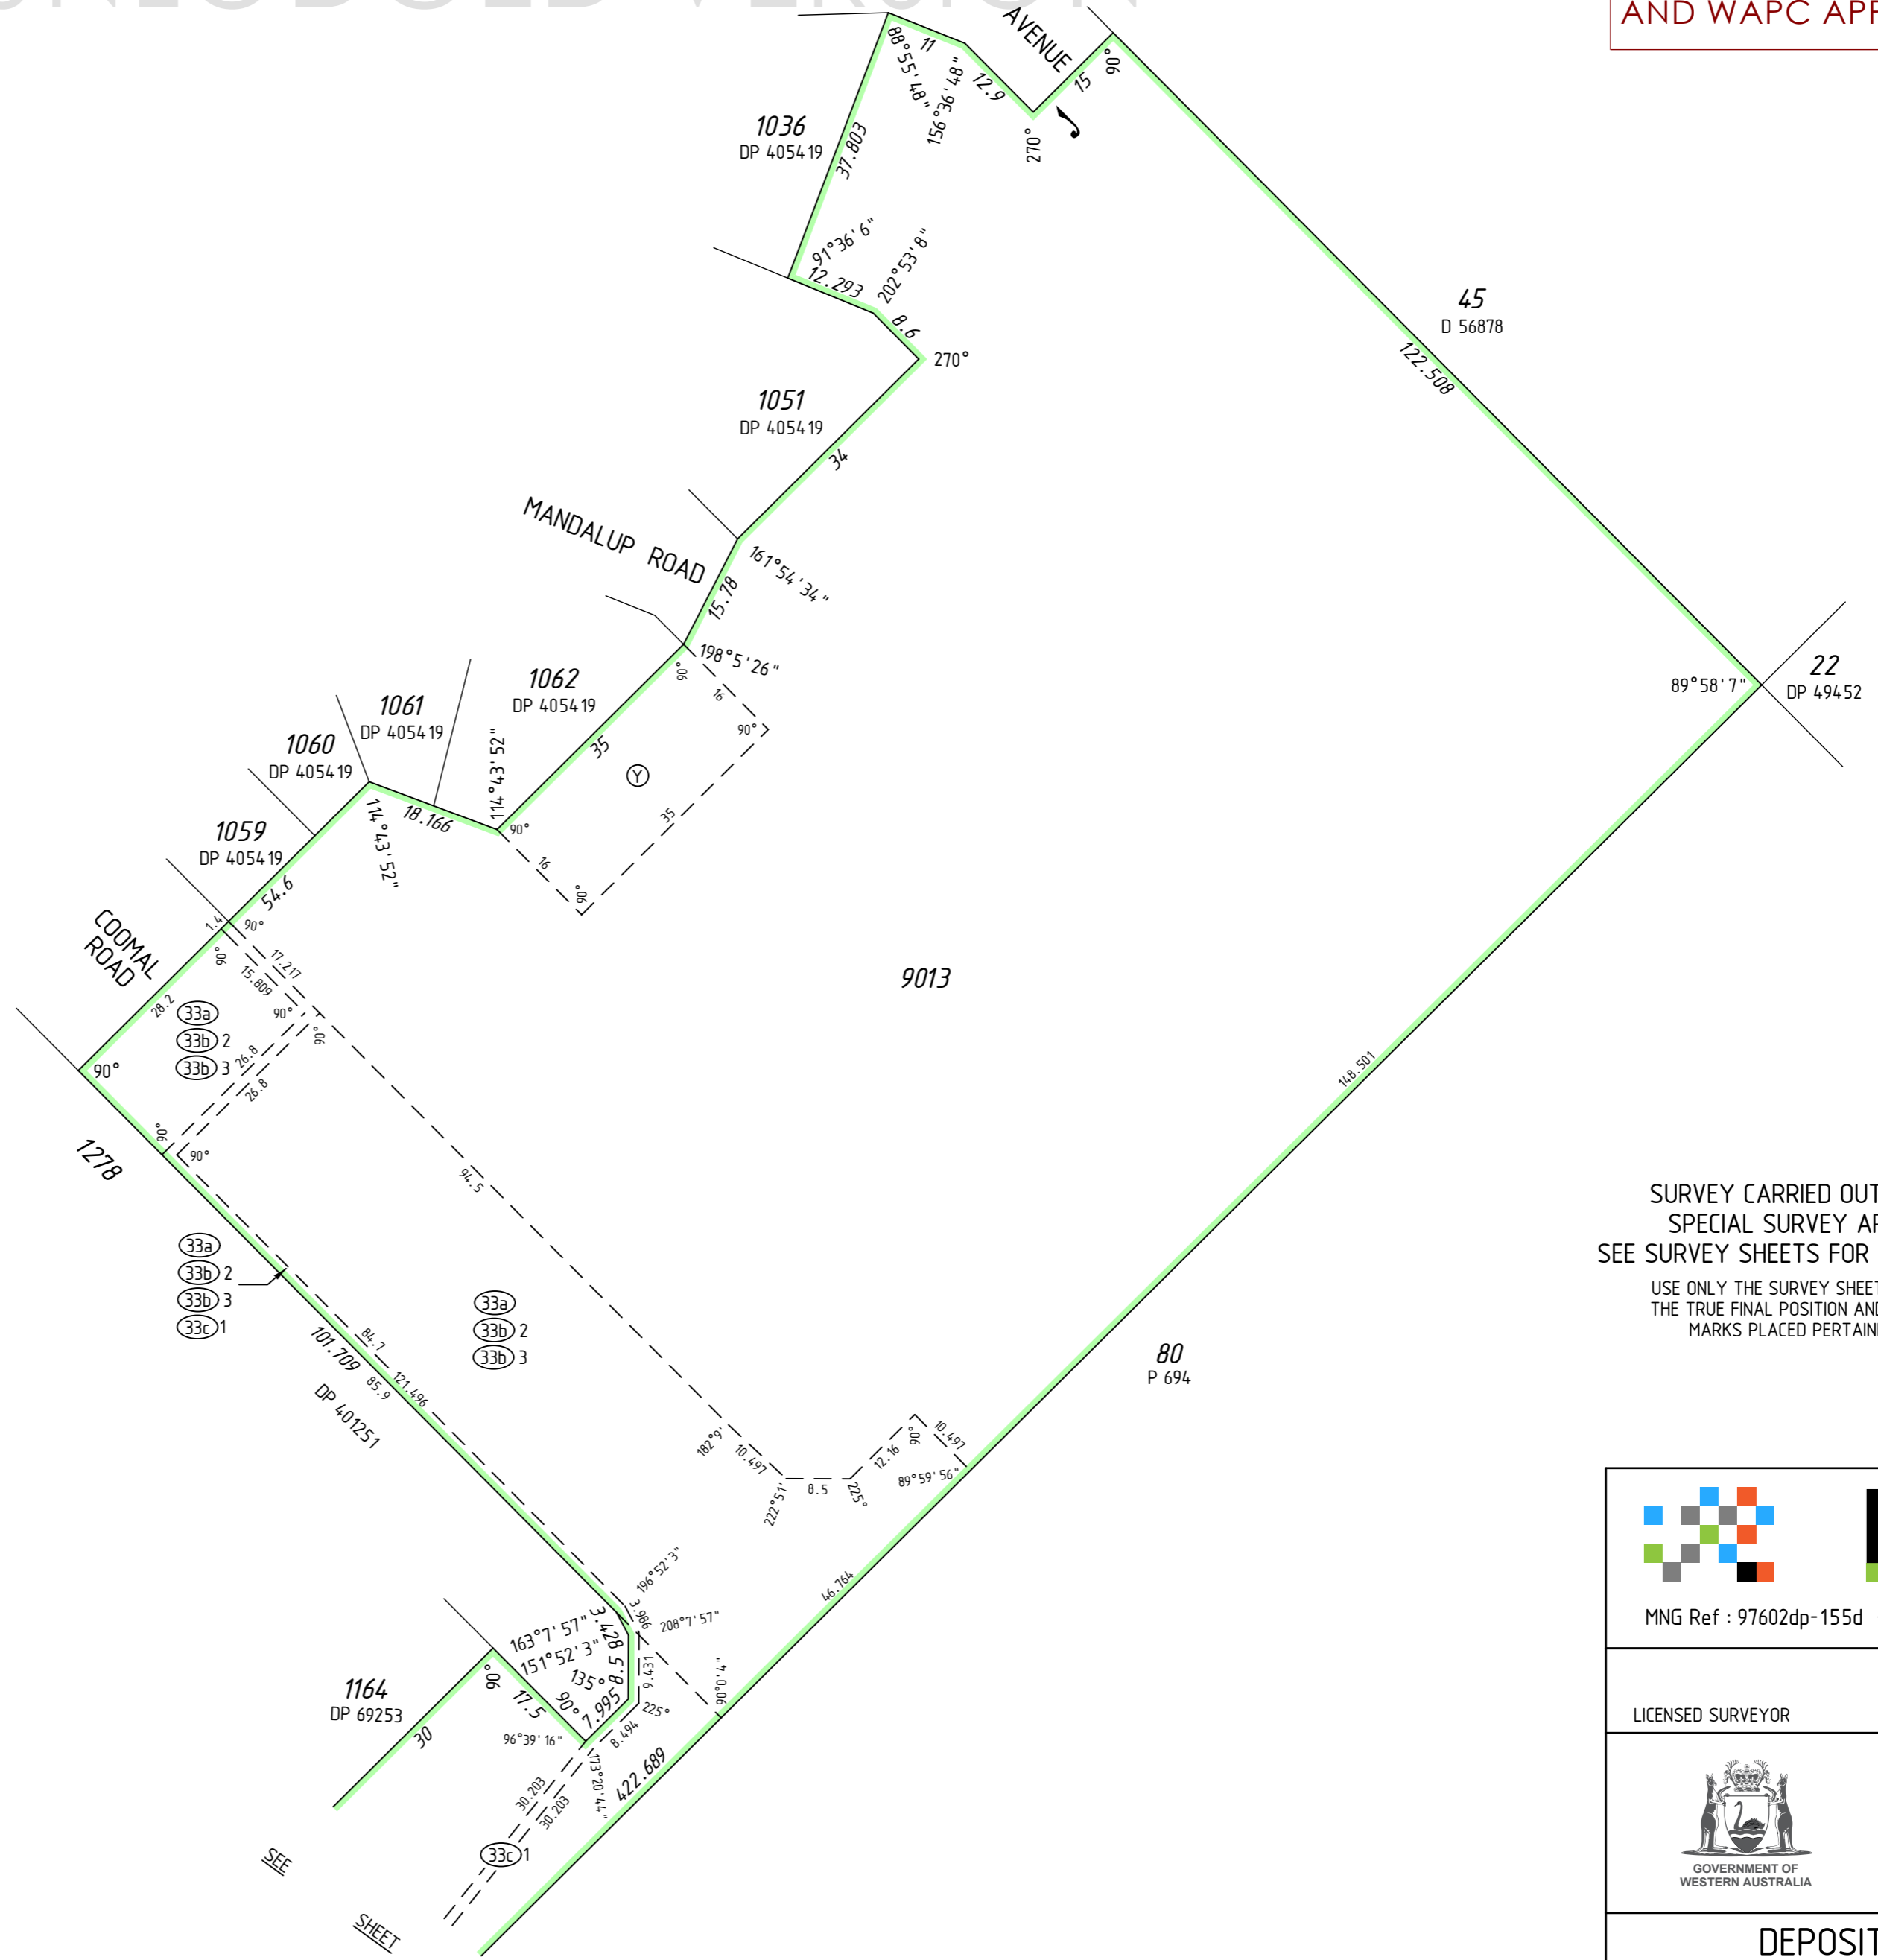 UNLODGED VERSION
AND WAPC
AVENUE
88°55'48"
11
156°36'48"
12.9
270°
15
90°
1036
DP 405419
37.803
91°36'6"
12.293
202°53'8"
8.6
270°
45
D 56878
122.508
1051
DP 405419
34
MANDALUP ROAD
161°54'34"
15.78
198°5'26"
90°
16
90°
1062
DP 405419
35
Y
35
1061
DP 405419
114°43'52"
1060
DP 405419
18.166
90°
16
90°
114°43'52"
89°58'7"
22
DP 49452
1059
DP 405419
54.6
1.4
90°
COOMAL
ROAD
90°
17.217
15.809
9013
28.2
33a
33b 2
33b 3
90°
90°
26.8
26.8
90°
90°
90°
1278
94.5
148.501
33a
33b 2
33b 3
33c 1
33a
33b 2
33b 3
84.7
101.709
85.9
121.496
DP 401251
80
P 694
182°9'
10.497
222°51'
8.5
225°
12.16
90°
10.497
89°59'56"
46.764
196°52'3"
3.986
208°7'57"
3.428
163°7'57"
151°52'3"
135°
8.5
9.431
90°0'4"
1164
DP 69253
90°
17.5
90°
7.995
225°
8.494
96°39'16"
173°20'44"
30
30.203
30.203
422.689
33c 1
SEE
SHEET
SURVEY CARRIED OUT
SPECIAL SURVEY
SEE SURVEY SHEETS FOR
USE ONLY THE SURVEY
THE TRUE FINAL POSITION
MARKS PLACED
MNG Ref : 97602dp-155d
LICENSED SURVEYOR
GOVERNMENT OF
WESTERN AUSTRALIA